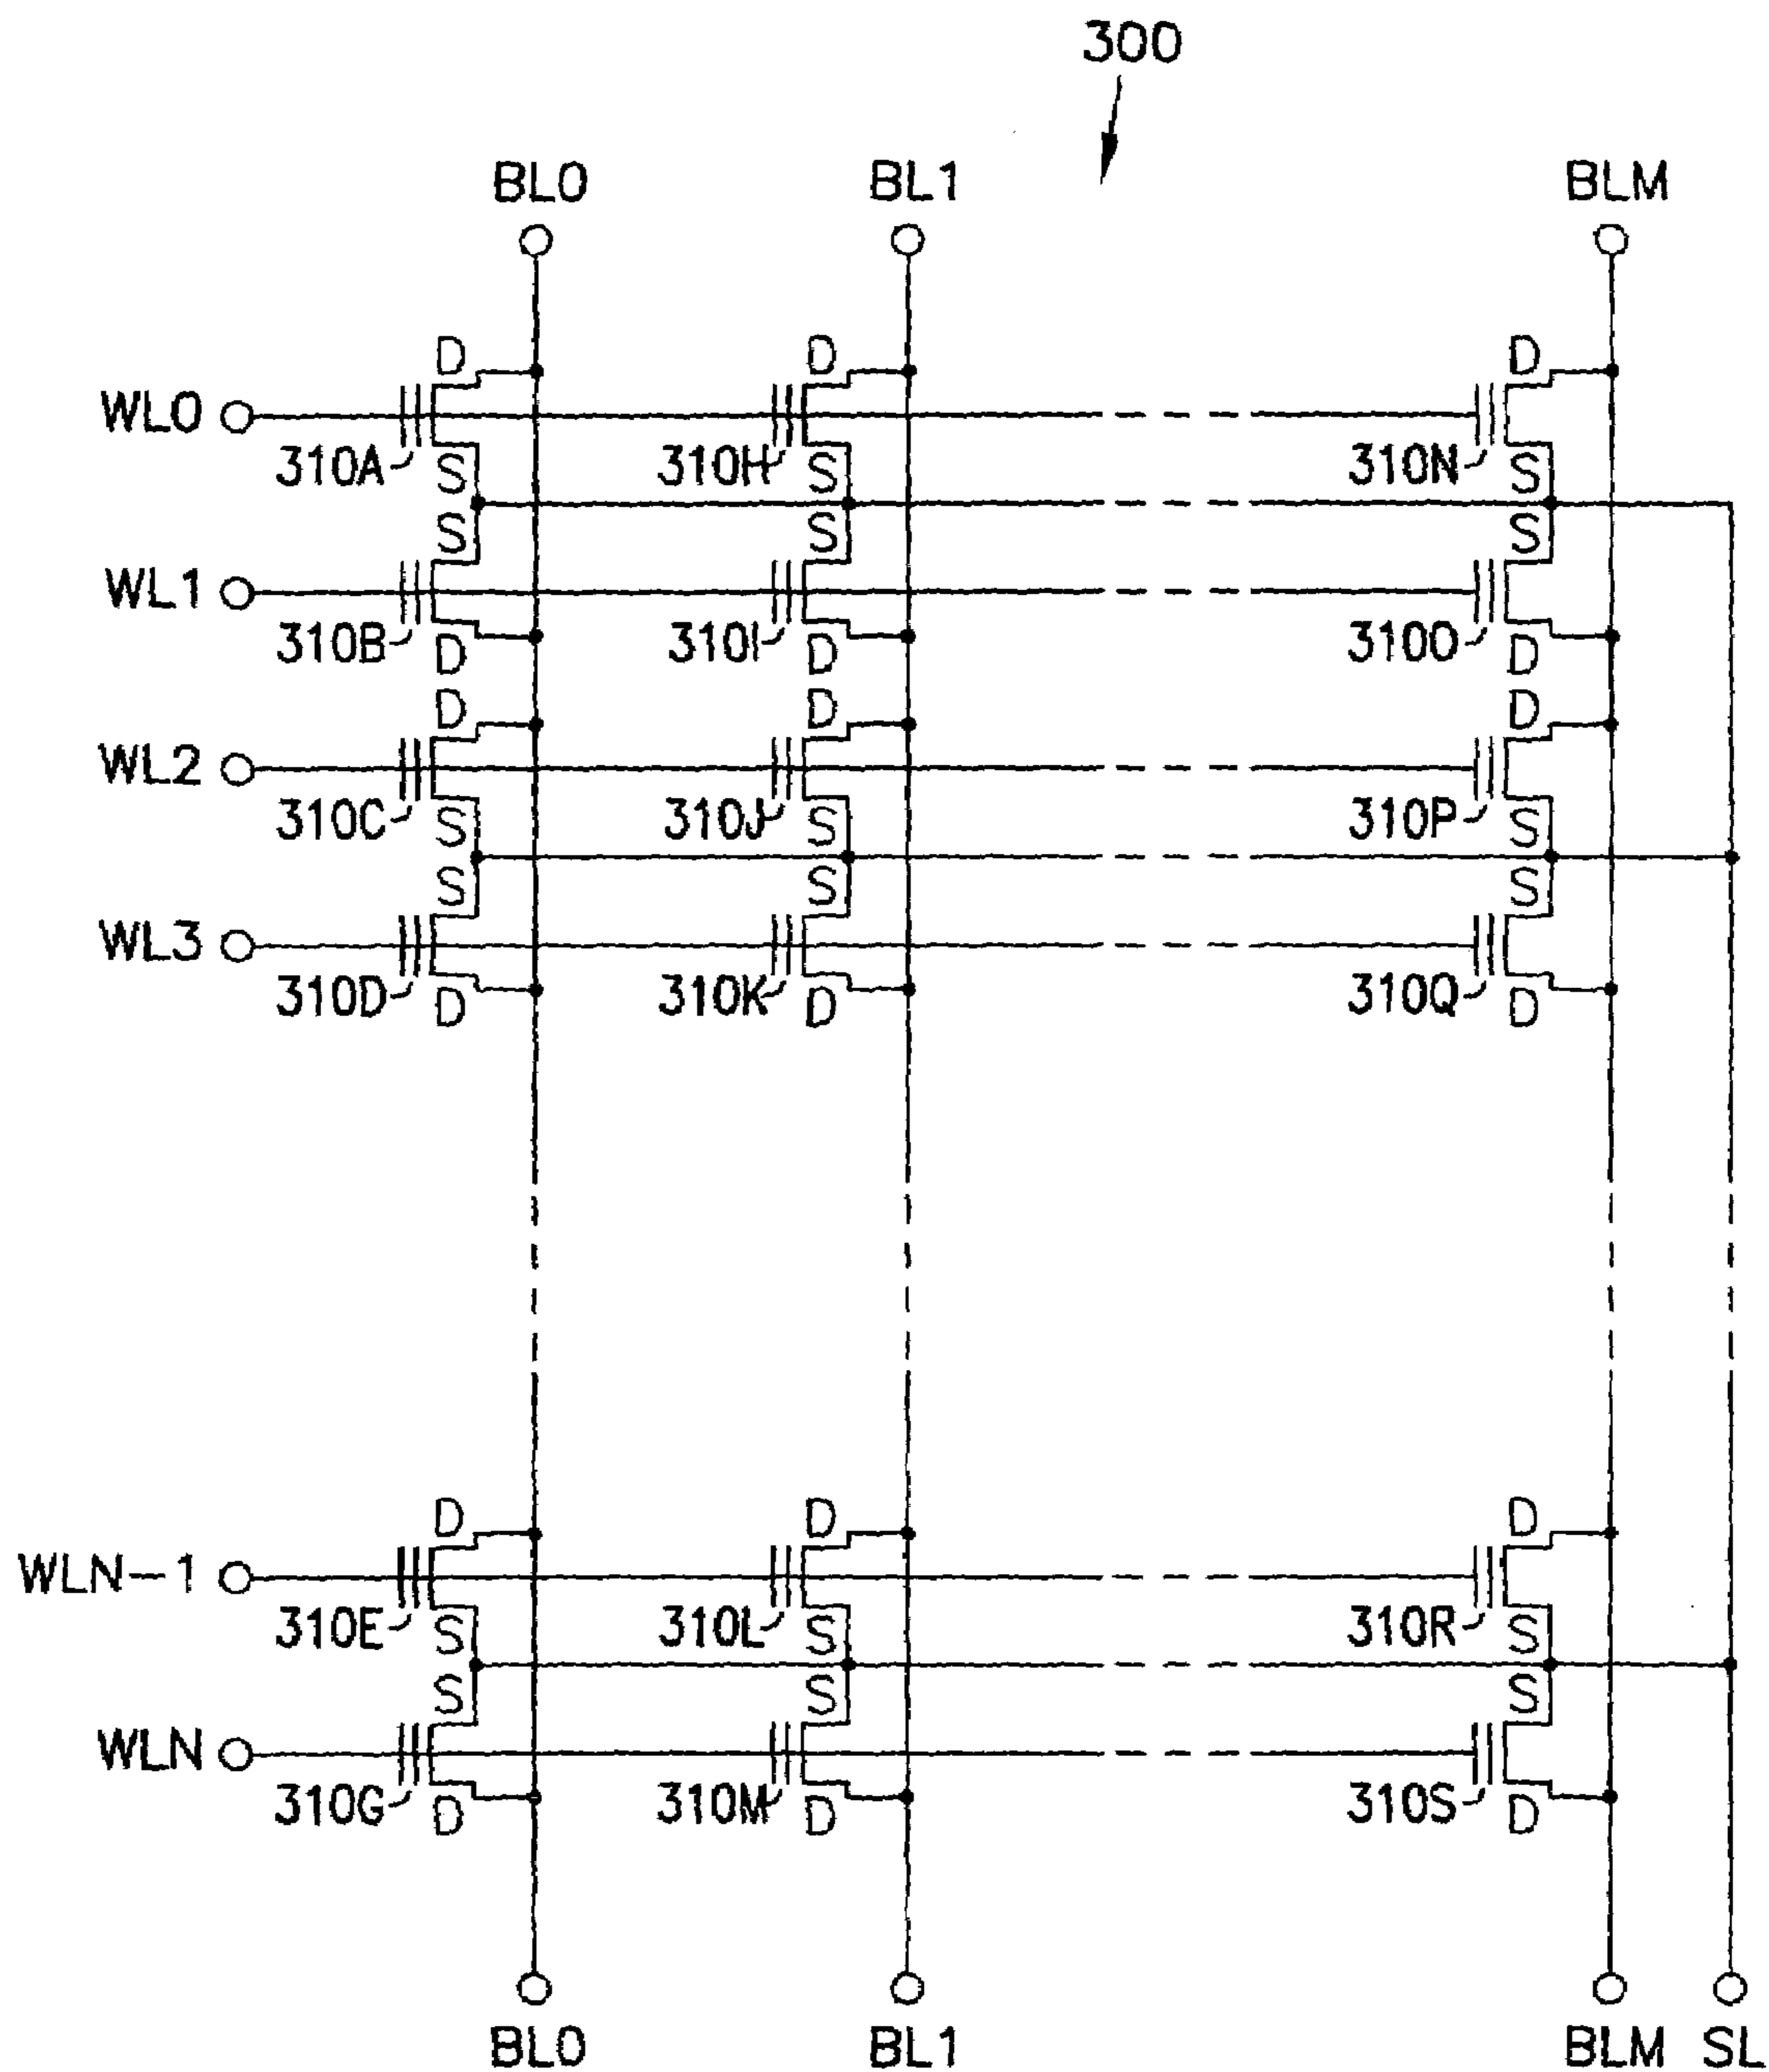 300
BL0 BL1 BLM
D D D
WL0
310A 310H 310N
S S S
S S S
WL1
310B 310I 310O
D D D
D D D
WL2
310C 310J 310P
S S S
S S S
WL3
310D 310K 310Q
D D D
D D D
WLN-1
310E 310L 310R
S S S
S S S
WLN
310G 310M 310S
D D D
BL0 BL1 BLM SL